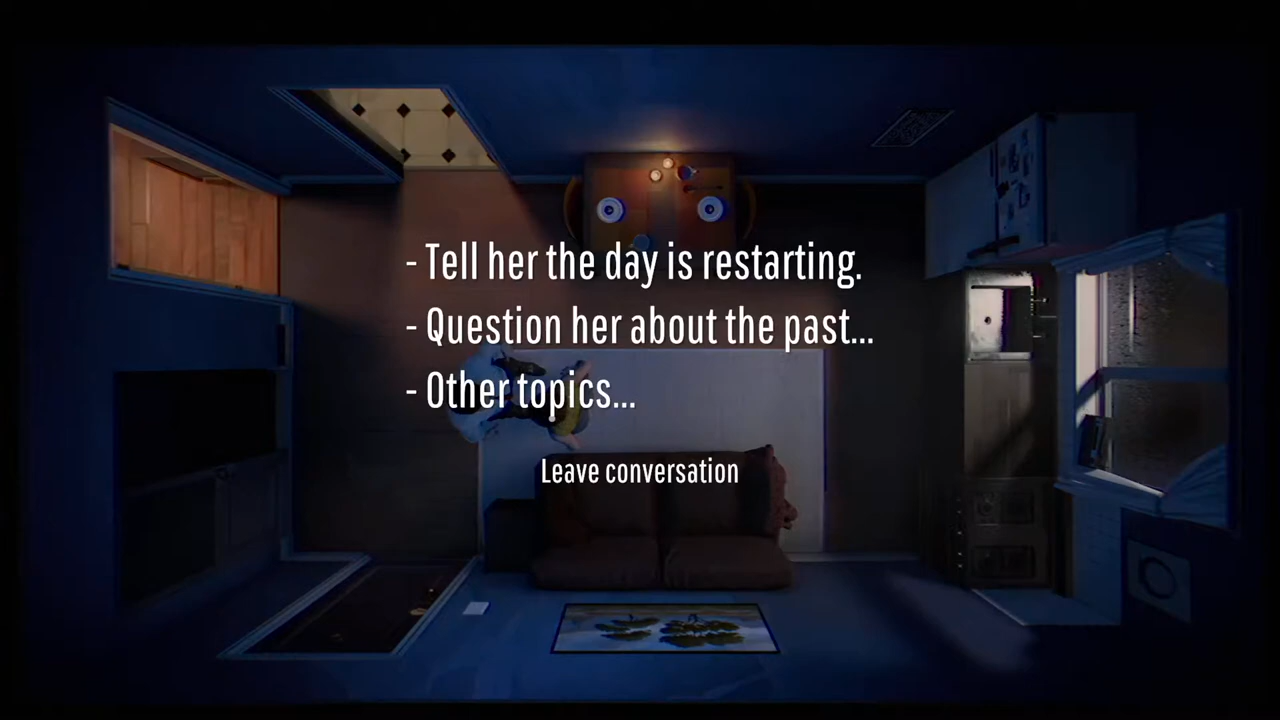 - Tell her the day is restarting.
- Question her about the past...
- Other topics...
Leave conversation